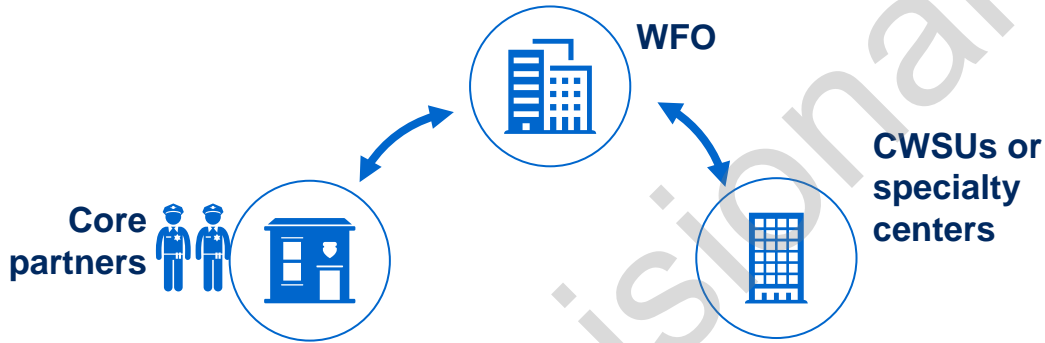 WFO
CWSUs or
specialty
centers
Core
partners